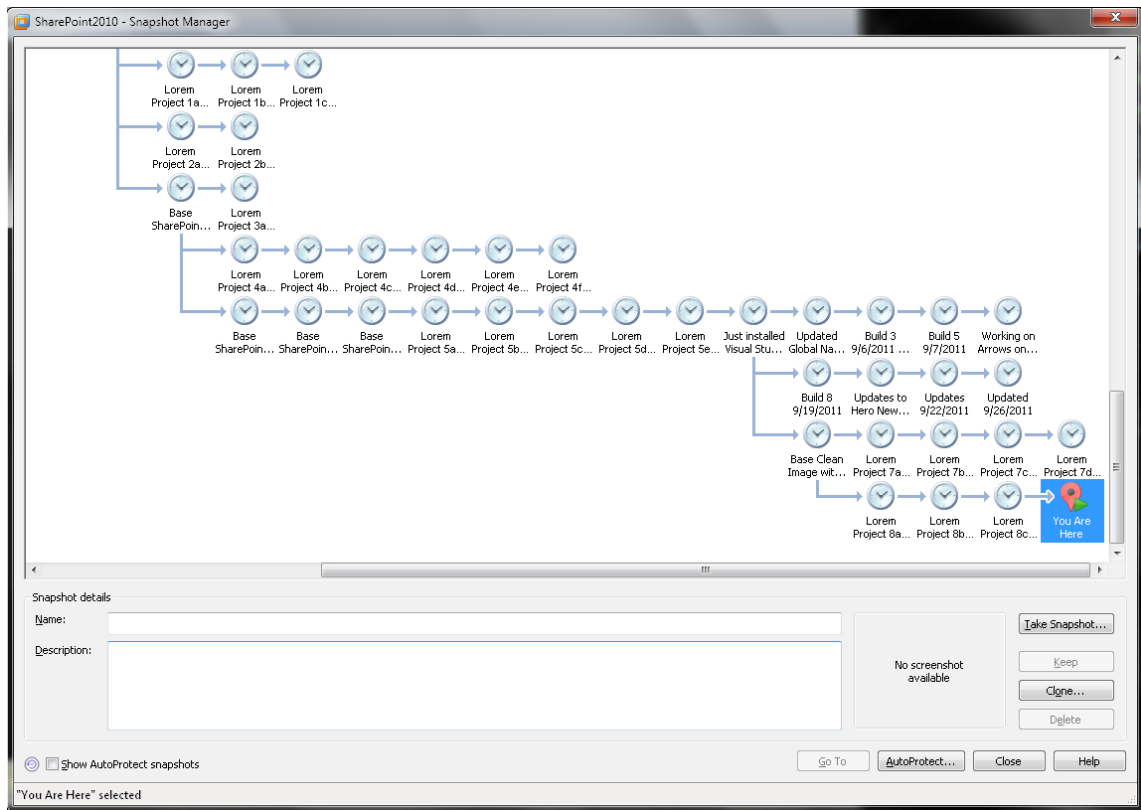 SharePoint2010 - Snapshot Manager
Lorem Project 1a... Lorem Project 1b... Lorem Project 1c...
Lorem Project 2a... Lorem Project 2b...
Base SharePoin... Lorem Project 3a...
Lorem Project 4a... Lorem Project 4b... Lorem Project 4c... Lorem Project 4d... Lorem Project 4e... Lorem Project 4f...
Base SharePoin... Base SharePoin... Base SharePoin... Lorem Project 5a... Lorem Project 5b... Lorem Project 5c... Lorem Project 5d... Lorem Project 5e... Just installed Visual Stu... Updated Global Na... Build 3 9/6/2011 ... Build 5 9/7/2011 Working on Arrows on...
Build 8 9/19/2011 Updates to Hero New... Updates 9/22/2011 Updated 9/26/2011
Base Clean Image wit... Lorem Project 7a... Lorem Project 7b... Lorem Project 7c... Lorem Project 7d...
Lorem Project 8a... Lorem Project 8b... Lorem Project 8c... You Are Here
Snapshot details
Name:
Take Snapshot...
Description:
No screenshot
available
Keep
Clone...
Delete
Show AutoProtect snapshots
Go To AutoProtect... Close Help
"You Are Here" selected